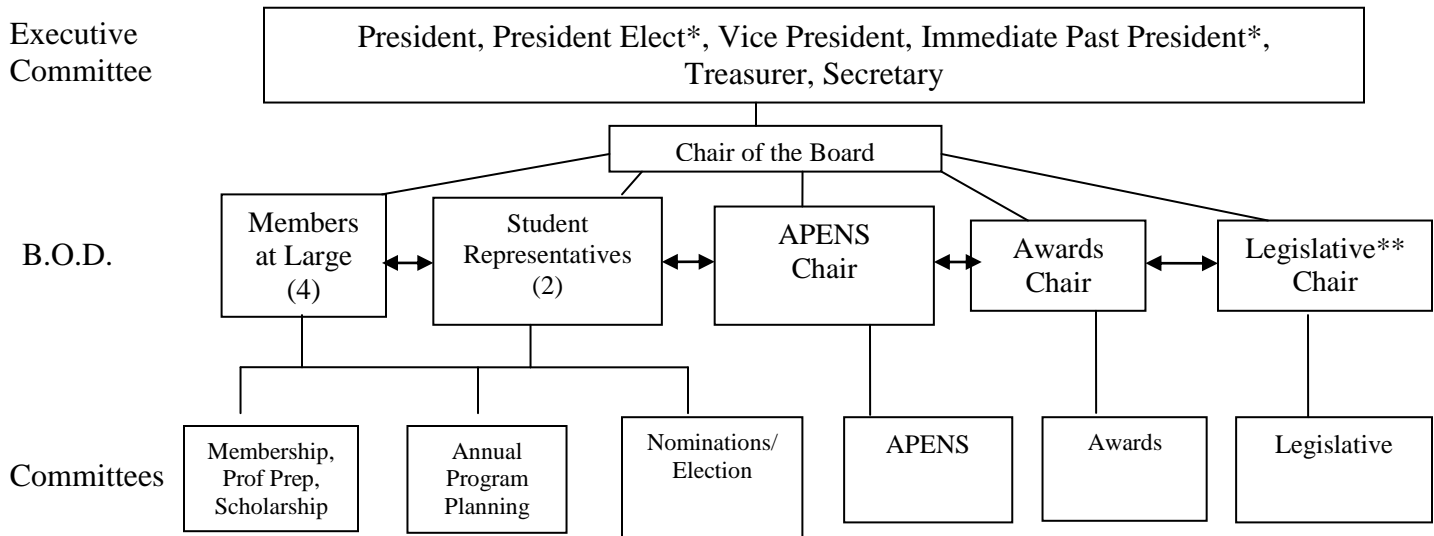 Executive
Committee
President, President Elect*, Vice President, Immediate Past President*,
Treasurer, Secretary
Chair of the Board
B.O.D.
Members
at Large
(4)
Student
Representatives
(2)
APENS
Chair
Awards
Chair
Legislative**
Chair
Committees
Membership,
Prof Prep,
Scholarship
Annual
Program
Planning
Nominations/
Election
APENS
Awards
Legislative